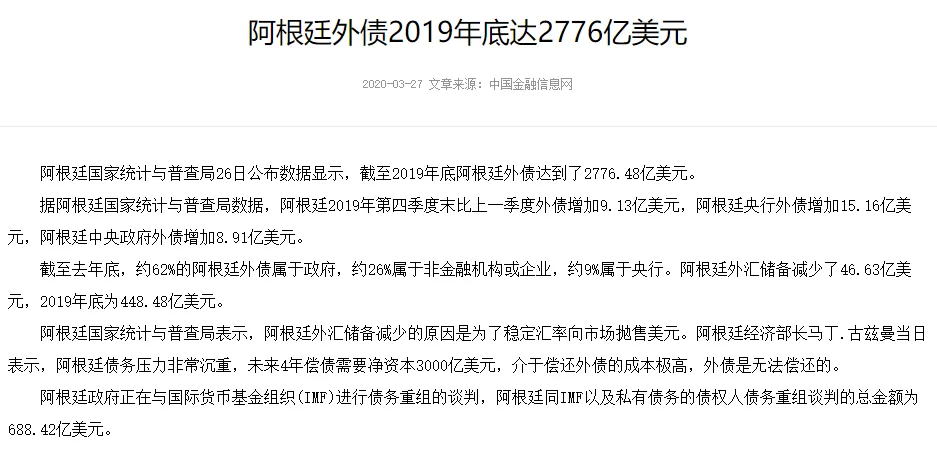 阿根廷外债2019年底达2776亿美元
2020-03-27 文章来源：中国金融信息网
阿根廷国家统计与普查局26日公布数据显示，截至2019年底阿根廷外债达到了2776.48亿美元。
据阿根廷国家统计与普查局数据，阿根廷2019年第四季度末比上一季度外债增加9.13亿美元，阿根廷央行外债增加15.16亿美
元，阿根廷中央政府外债增加8.91亿美元。
截至去年底，约62%的阿根廷外债属于政府，约26%属于非金融机构或企业，约9%属于央行。阿根廷外汇储备减少了46.63亿美
元，2019年底为448.48亿美元。
阿根廷国家统计与普查局表示，阿根廷外汇储备减少的原因是为了稳定汇率向市场抛售美元。阿根廷经济部长马丁.古兹曼当日
表示，阿根廷债务压力非常沉重，未来4年偿债需要净资本3000亿美元，介于偿还外债的成本极高，外债是无法偿还的。
阿根廷政府正在与国际货币基金组织(IMF)进行债务重组的谈判，阿根廷同IMF以及私有债务的债权人债务重组谈判的总金额为
688.42亿美元。